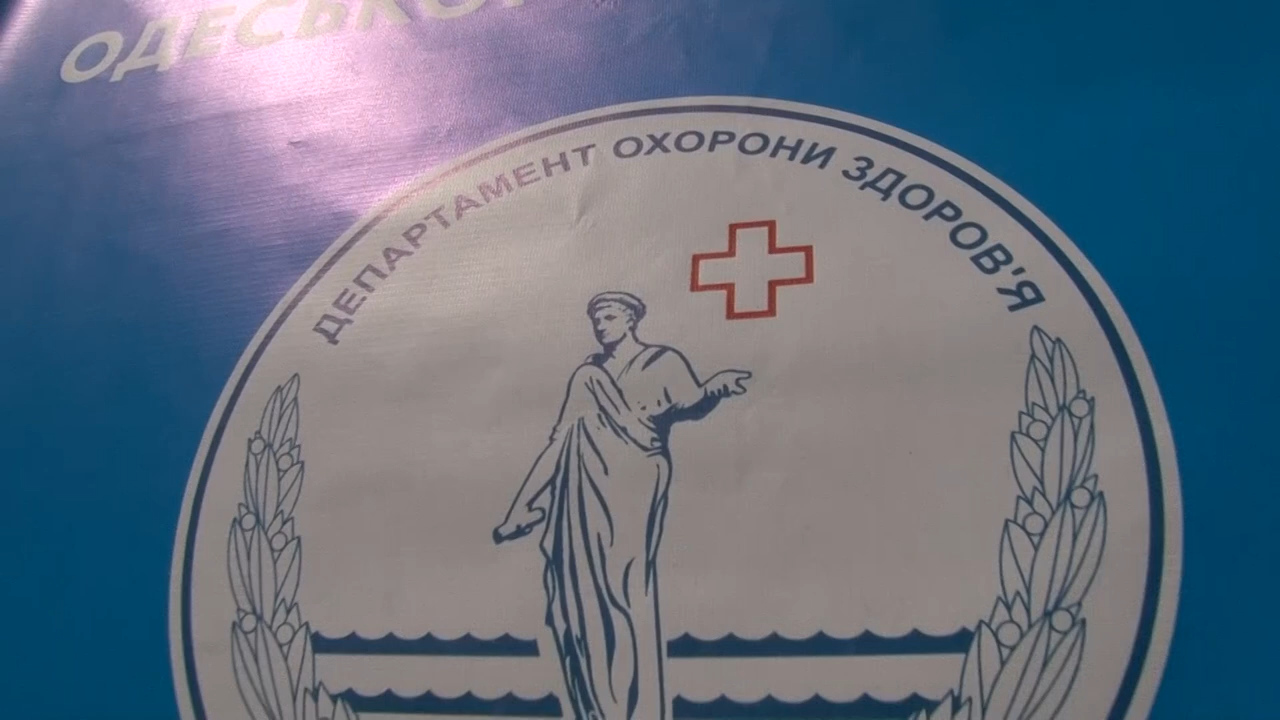 ДЕПАРТАМЕНТ ОХОРОНИ ЗДОРОВ'Я